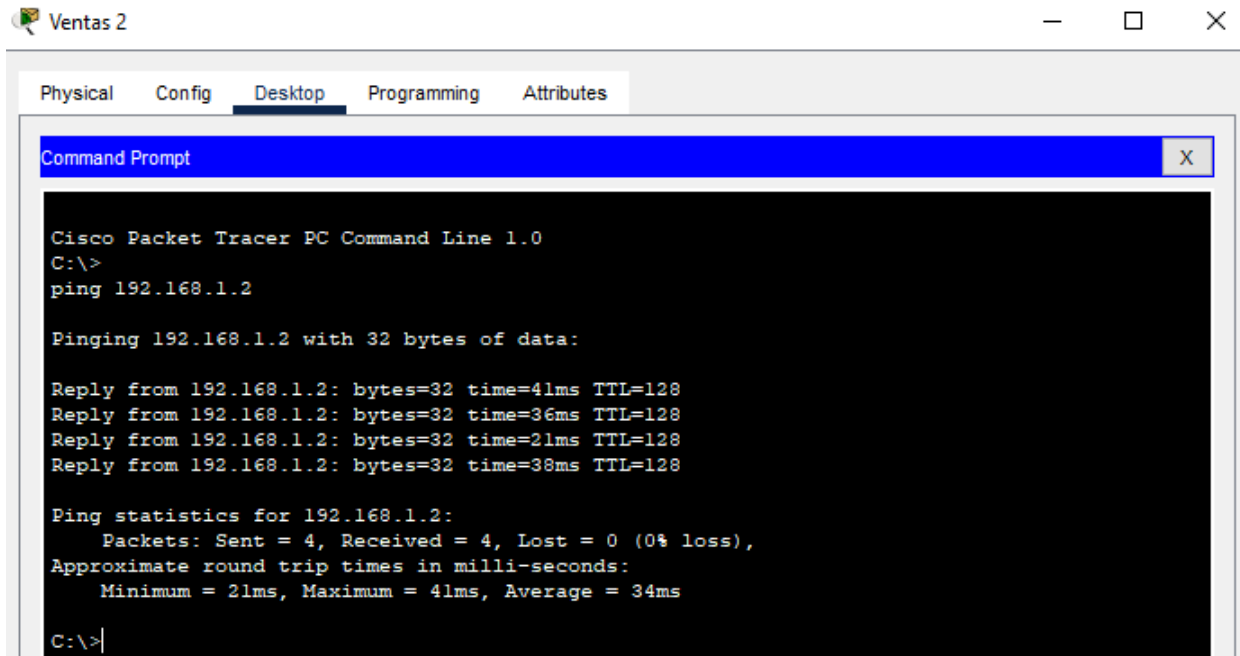 Ventas 2
Physical Config Desktop Programming Attributes
Command Prompt X
Cisco Packet Tracer PC Command Line 1.0
C:\>
ping 192.168.1.2
Pinging 192.168.1.2 with 32 bytes of data:
Reply from 192.168.1.2: bytes=32 time=41ms TTL=128
Reply from 192.168.1.2: bytes=32 time=36ms TTL=128
Reply from 192.168.1.2: bytes=32 time=21ms TTL=128
Reply from 192.168.1.2: bytes=32 time=38ms TTL=128
Ping statistics for 192.168.1.2:
Packets: Sent = 4, Received = 4, Lost = 0 (0% loss),
Approximate round trip times in milli-seconds:
Minimum = 21ms, Maximum = 41ms, Average = 34ms
C:\>